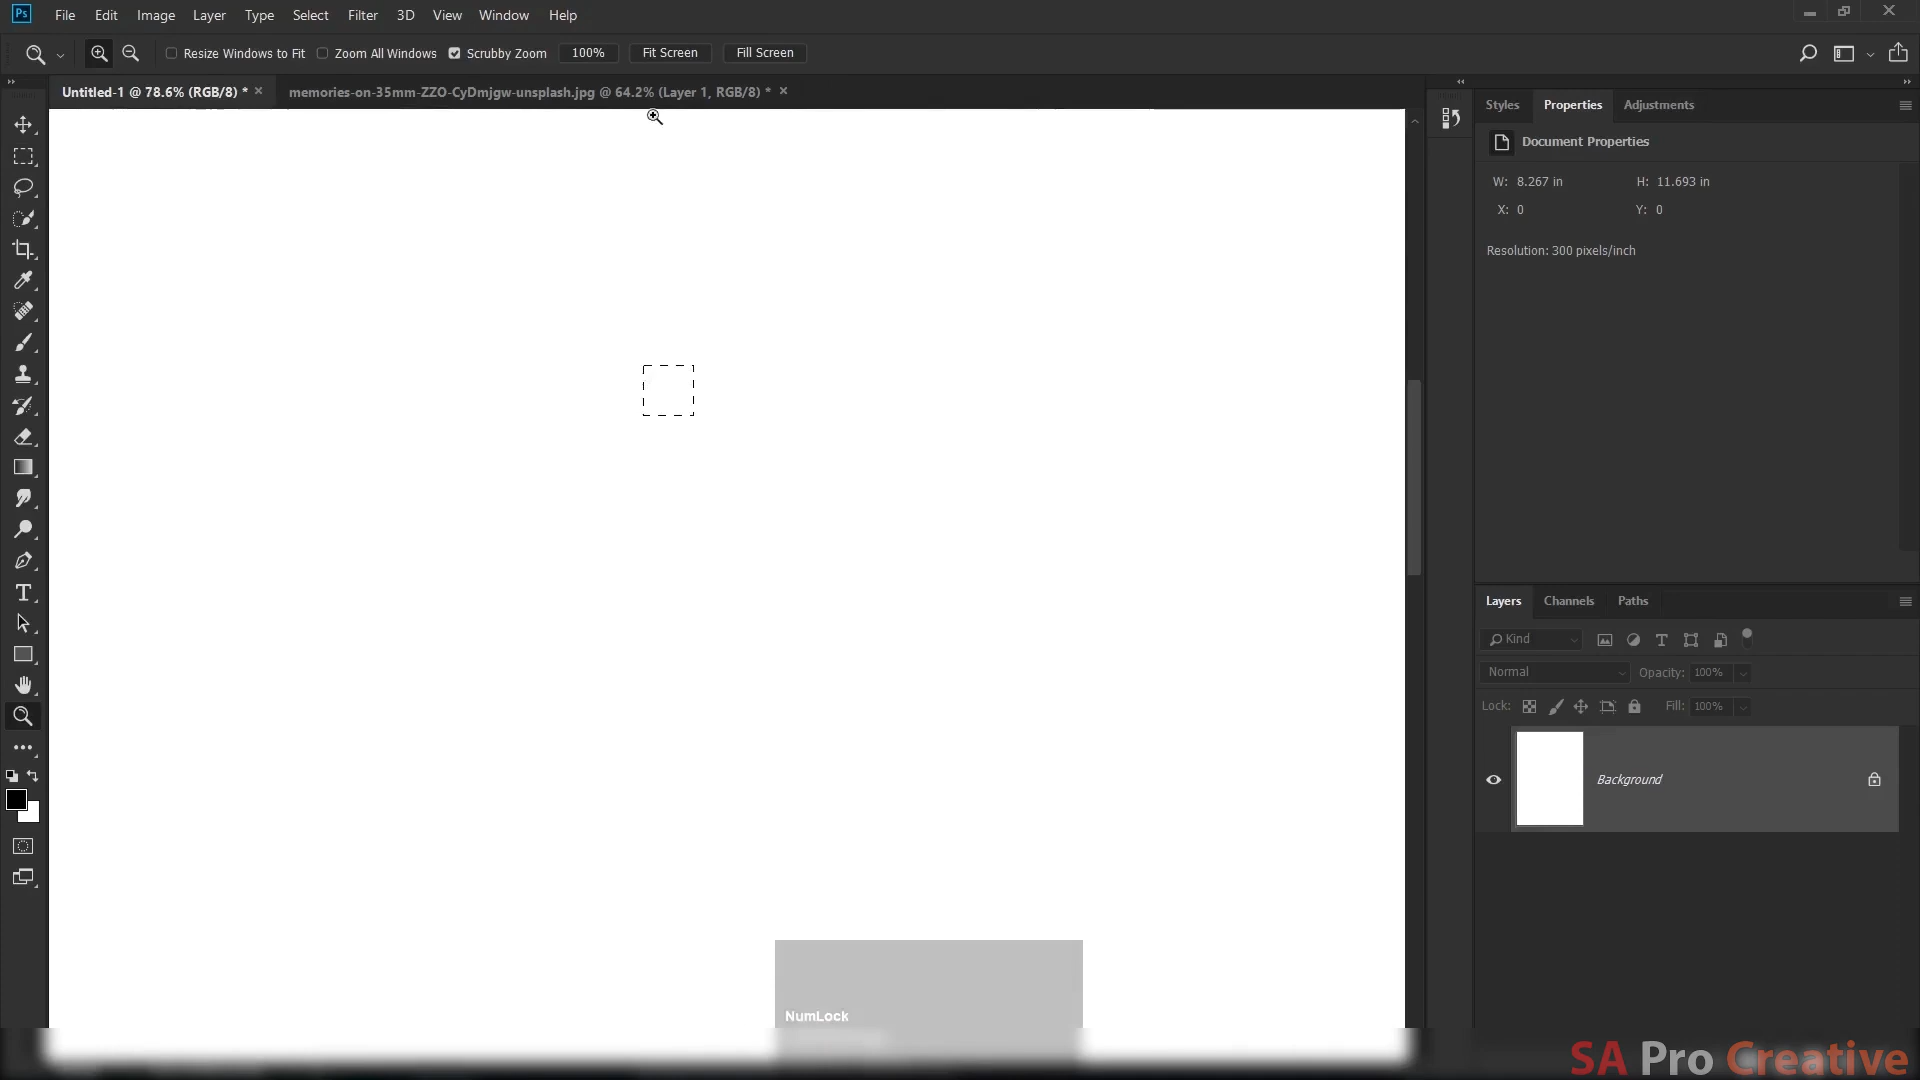 Ps File Edit Image Layer Type Select Filter 3D View Window Help
Resize Windows to Fit Zoom All Windows Scrubby Zoom 100% Fit Screen Fill Screen
Untitled-1 @ 78.6% (RGB/8) * × memories-on-35mm-ZZO-CyDmjgw-unsplash.jpg @ 64.2% (Layer 1, RGB/8) * ×
Styles Properties Adjustments
Document Properties
W: 8.267 in H: 11.693 in
X: 0 Y: 0
Resolution: 300 pixels/inch
Layers Channels Paths
Kind
Normal Opacity: 100%
Lock: Fill: 100%
Background
NumLock
SA Pro Creative